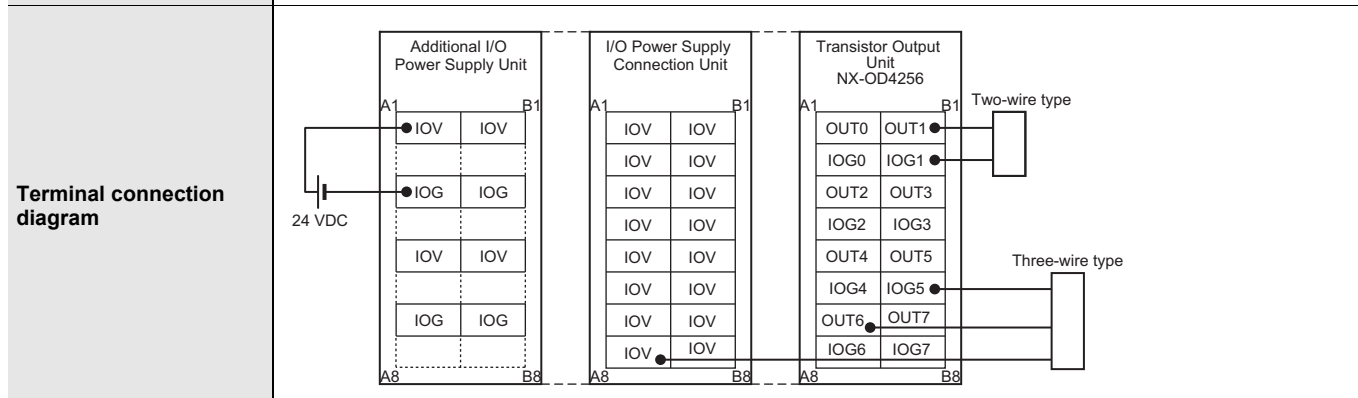 Terminal connection
diagram
24 VDC
Additional I/O
Power Supply Unit
A1 B1
IOV IOV
IOG IOG
IOV IOV
IOG IOG
A8 B8
I/O Power Supply
Connection Unit
A1 B1
IOV IOV
IOV IOV
IOV IOV
IOV IOV
IOV IOV
IOV IOV
IOV IOV
IOV IOV
A8 B8
Transistor Output
Unit
NX-OD4256
A1 B1
OUT0 OUT1
IOG0 IOG1
OUT2 OUT3
IOG2 IOG3
OUT4 OUT5
IOG4 IOG5
OUT6 OUT7
IOG6 IOG7
A8 B8
Two-wire type
Three-wire type